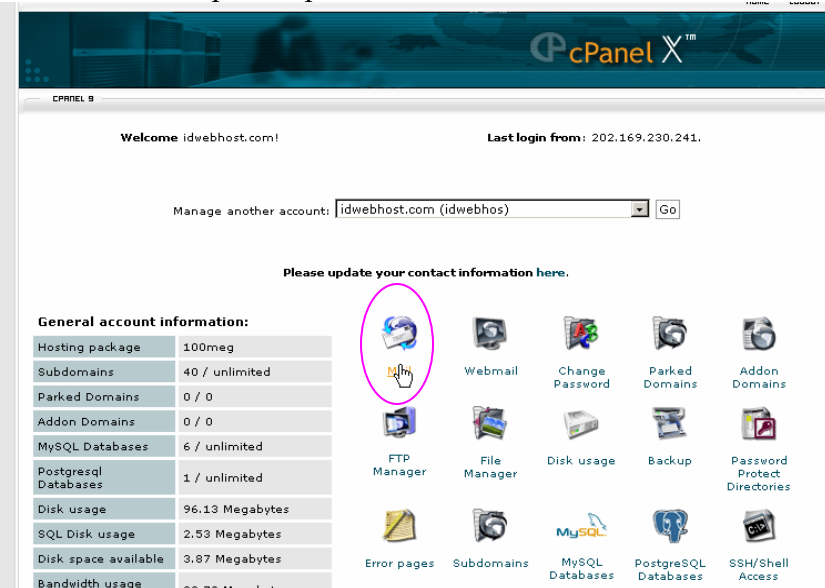 HOME LOGOUT
cPanel X™
CPANEL 9
Welcome idwebhost.com!
Last login from: 202.169.230.241.
Manage another account: idwebhost.com (idwebhos) Go
Please update your contact information here.
General account information:
Hosting package 100meg
Subdomains 40 / unlimited
Parked Domains 0 / 0
Addon Domains 0 / 0
MySQL Databases 6 / unlimited
Postgresql
Databases
1 / unlimited
Disk usage 96.13 Megabytes
SQL Disk usage 2.53 Megabytes
Disk space available 3.87 Megabytes
Bandwidth usage
Mail
Webmail
Change
Password
Parked
Domains
Addon
Domains
FTP
Manager
File
Manager
Disk usage
Backup
Password
Protect
Directories
Error pages
Subdomains
MySQL
MySQL
Databases
PostgreSQL
Databases
C:\>
SSH/Shell
Access